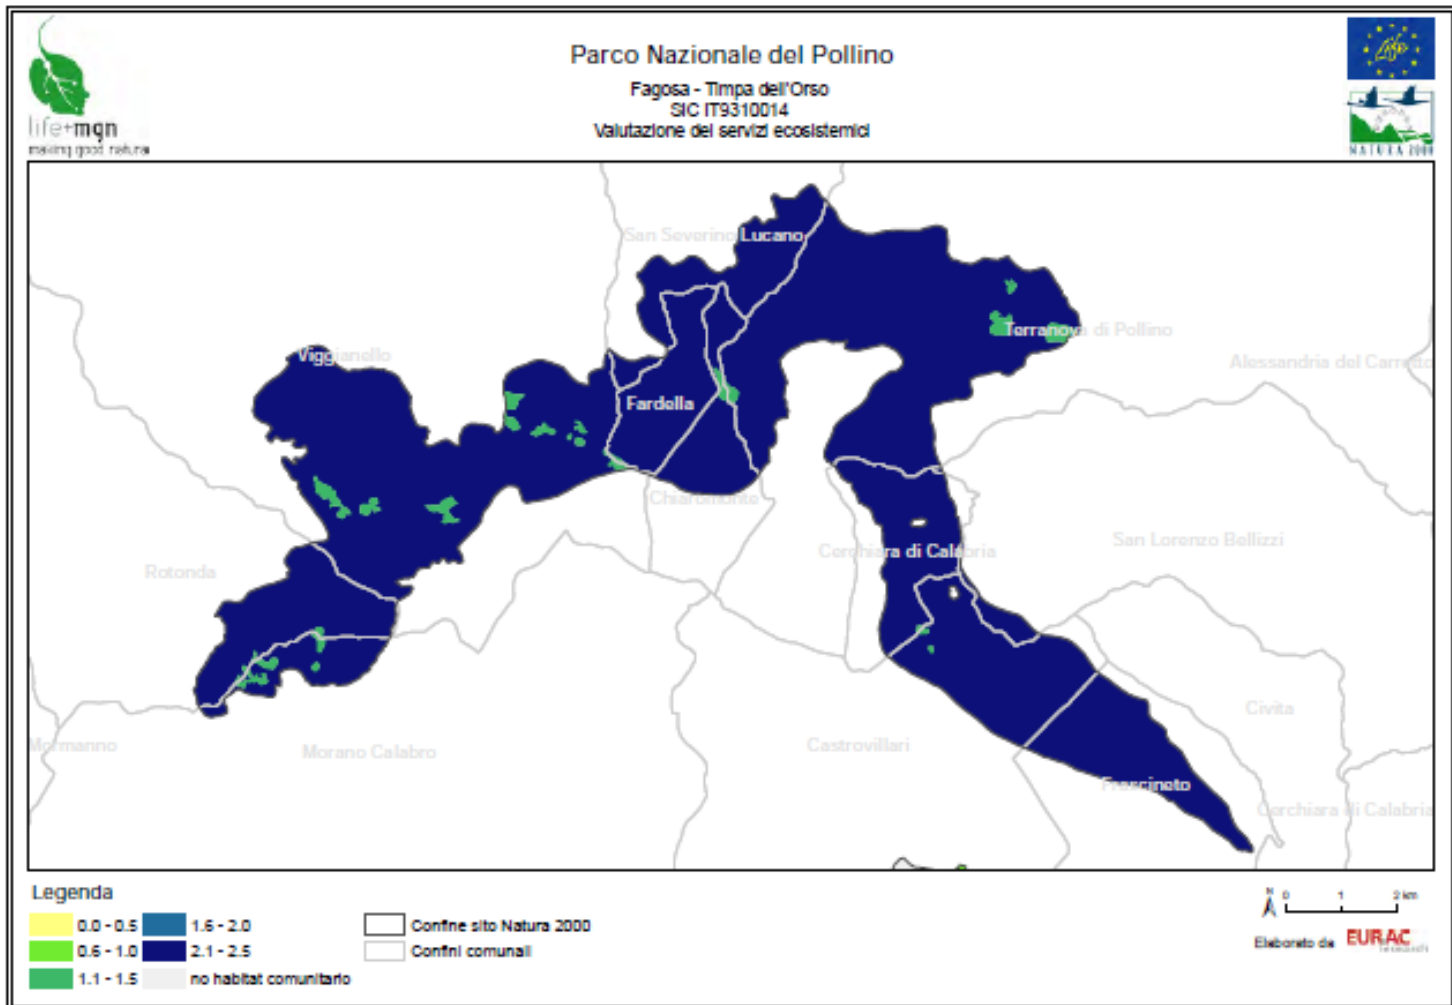 Parco Nazionale del Pollino
Fagosa - Timpa dell'Orso
SIC IT9310014
Valutazione dei servizi ecosistemici
life+mgn
making good natura
Life
NATURA 2000
San Severino Lucano
Viggianello
Terranova di Pollino
Alessandria del Carretto
Fardella
Chiaromonte
Cerchiara di Calabria
San Lorenzo Bellizzi
Rotonda
Civita
Mormanno
Morano Calabro
Castrovillari
Frascineto
Cerchiara di Calabria
Legenda
0.0 - 0.5
0.6 - 1.0
1.1 - 1.5
1.6 - 2.0
2.1 - 2.5
no habitat comunitario
Confine sito Natura 2000
Confini comunali
N
0 1 2 km
Elaborato da EURAC